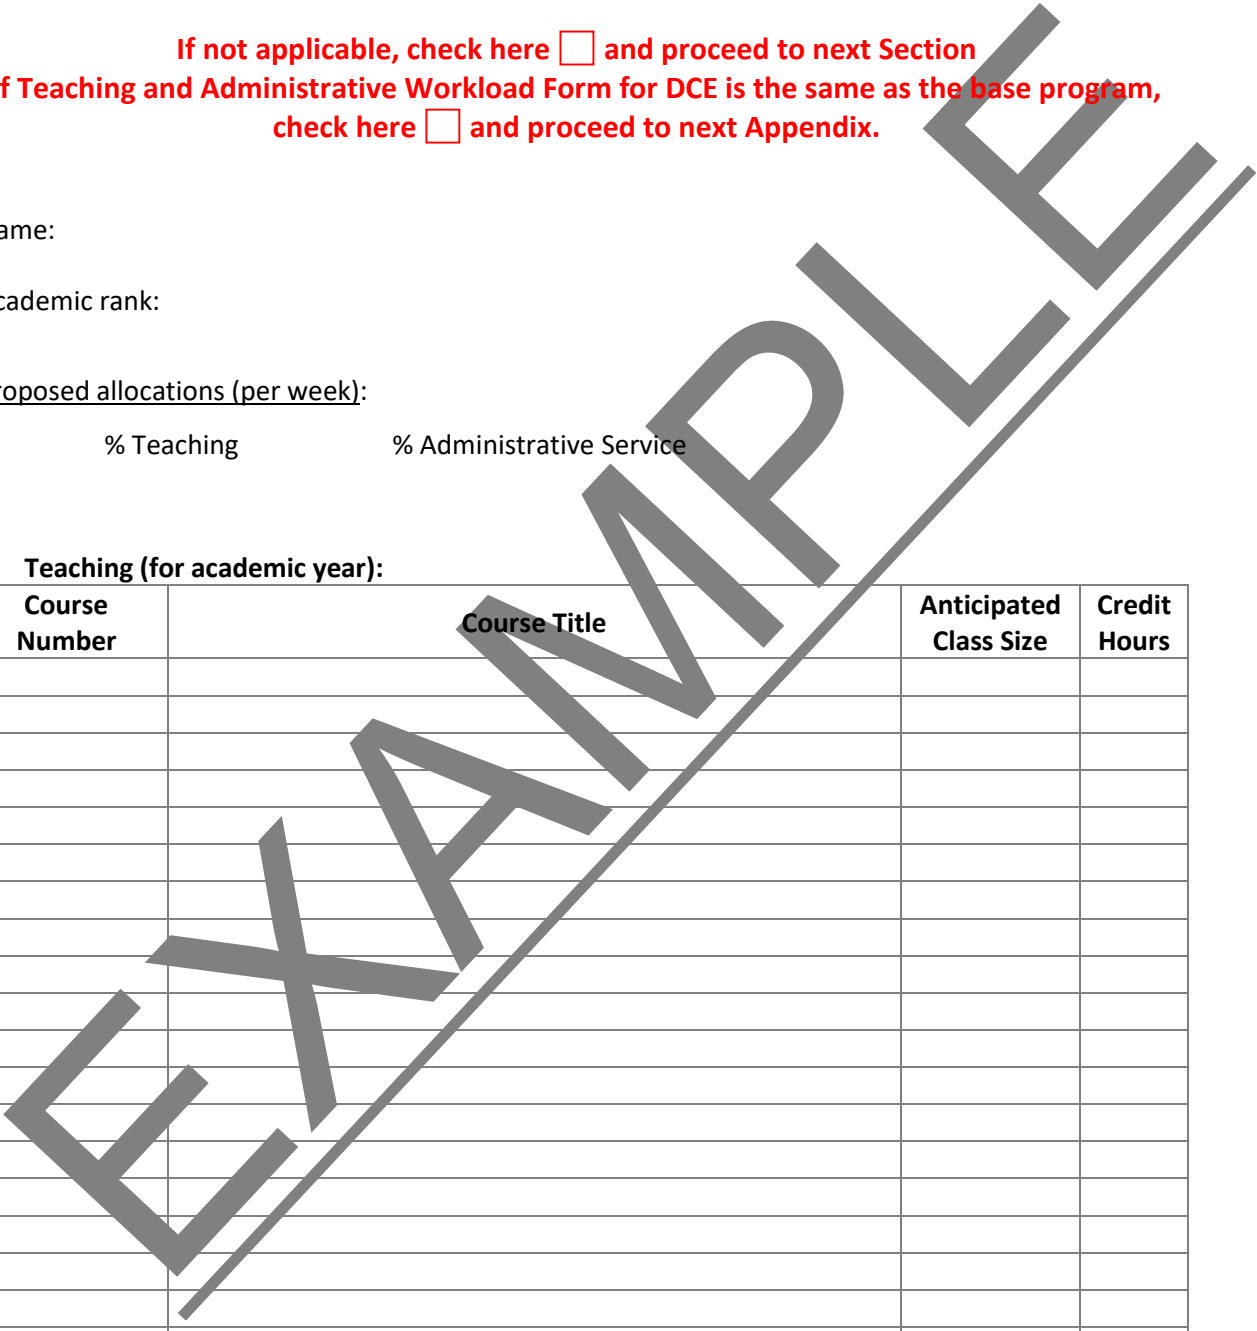 If not applicable, check here ☐ and proceed to next Section
f Teaching and Administrative Workload Form for DCE is the same as the base program,
check here ☐ and proceed to next Appendix.
ame:
cademic rank:
roposed allocations (per week):
% Teaching % Administrative Service
Teaching (for academic year):
Course Number Course Title Anticipated Class Size Credit Hours
EXAMPLE